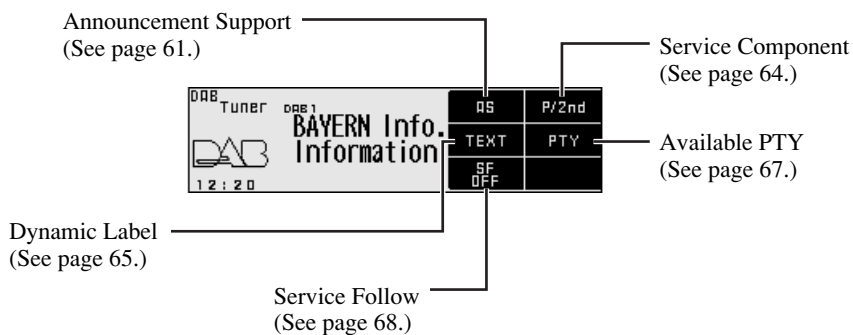 Announcement Support
(See page 61.)
Service Component
(See page 64.)
DAB
Tuner
DAB1
BAYERN Info.
Information
DAB
12:20
AS
P/2nd
TEXT
PTY
SF
OFF
Available PTY
(See page 67.)
Dynamic Label
(See page 65.)
Service Follow
(See page 68.)